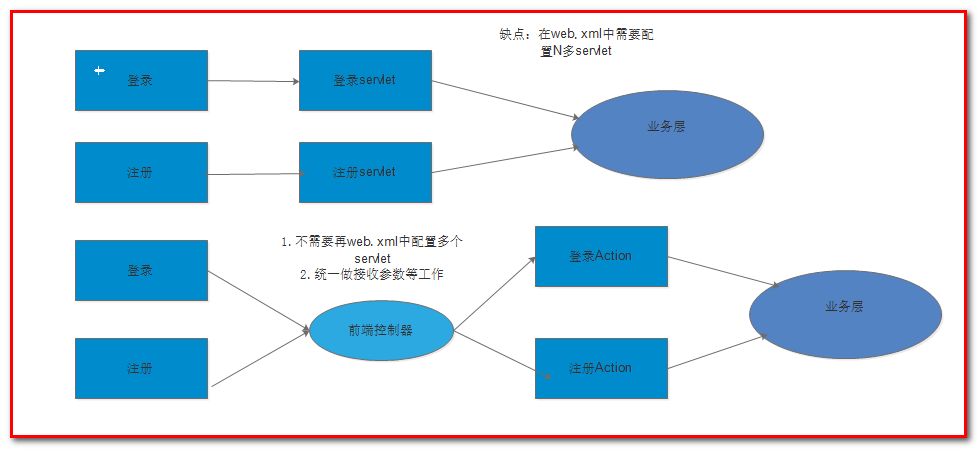 缺点：在web.xml中需要配
置N多servlet
登录
登录servlet
业务层
注册
注册servlet
1.不需要再web.xml中配置多个
servlet
2.统一做接收参数等工作
登录
登录Action
前端控制器
业务层
注册
注册Action